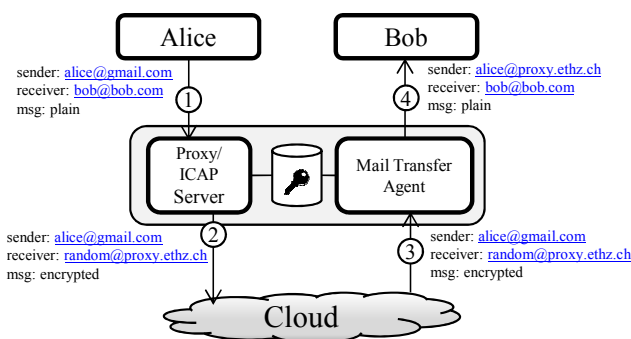 Alice
Bob
sender: alice@gmail.com
receiver: bob@bob.com
msg: plain
1
sender: alice@proxy.ethz.ch
receiver: bob@bob.com
msg: plain
4
Proxy/
ICAP
Server
Mail Transfer
Agent
sender: alice@gmail.com
receiver: random@proxy.ethz.ch
msg: encrypted
2
3
sender: alice@gmail.com
receiver: random@proxy.ethz.ch
msg: encrypted
Cloud